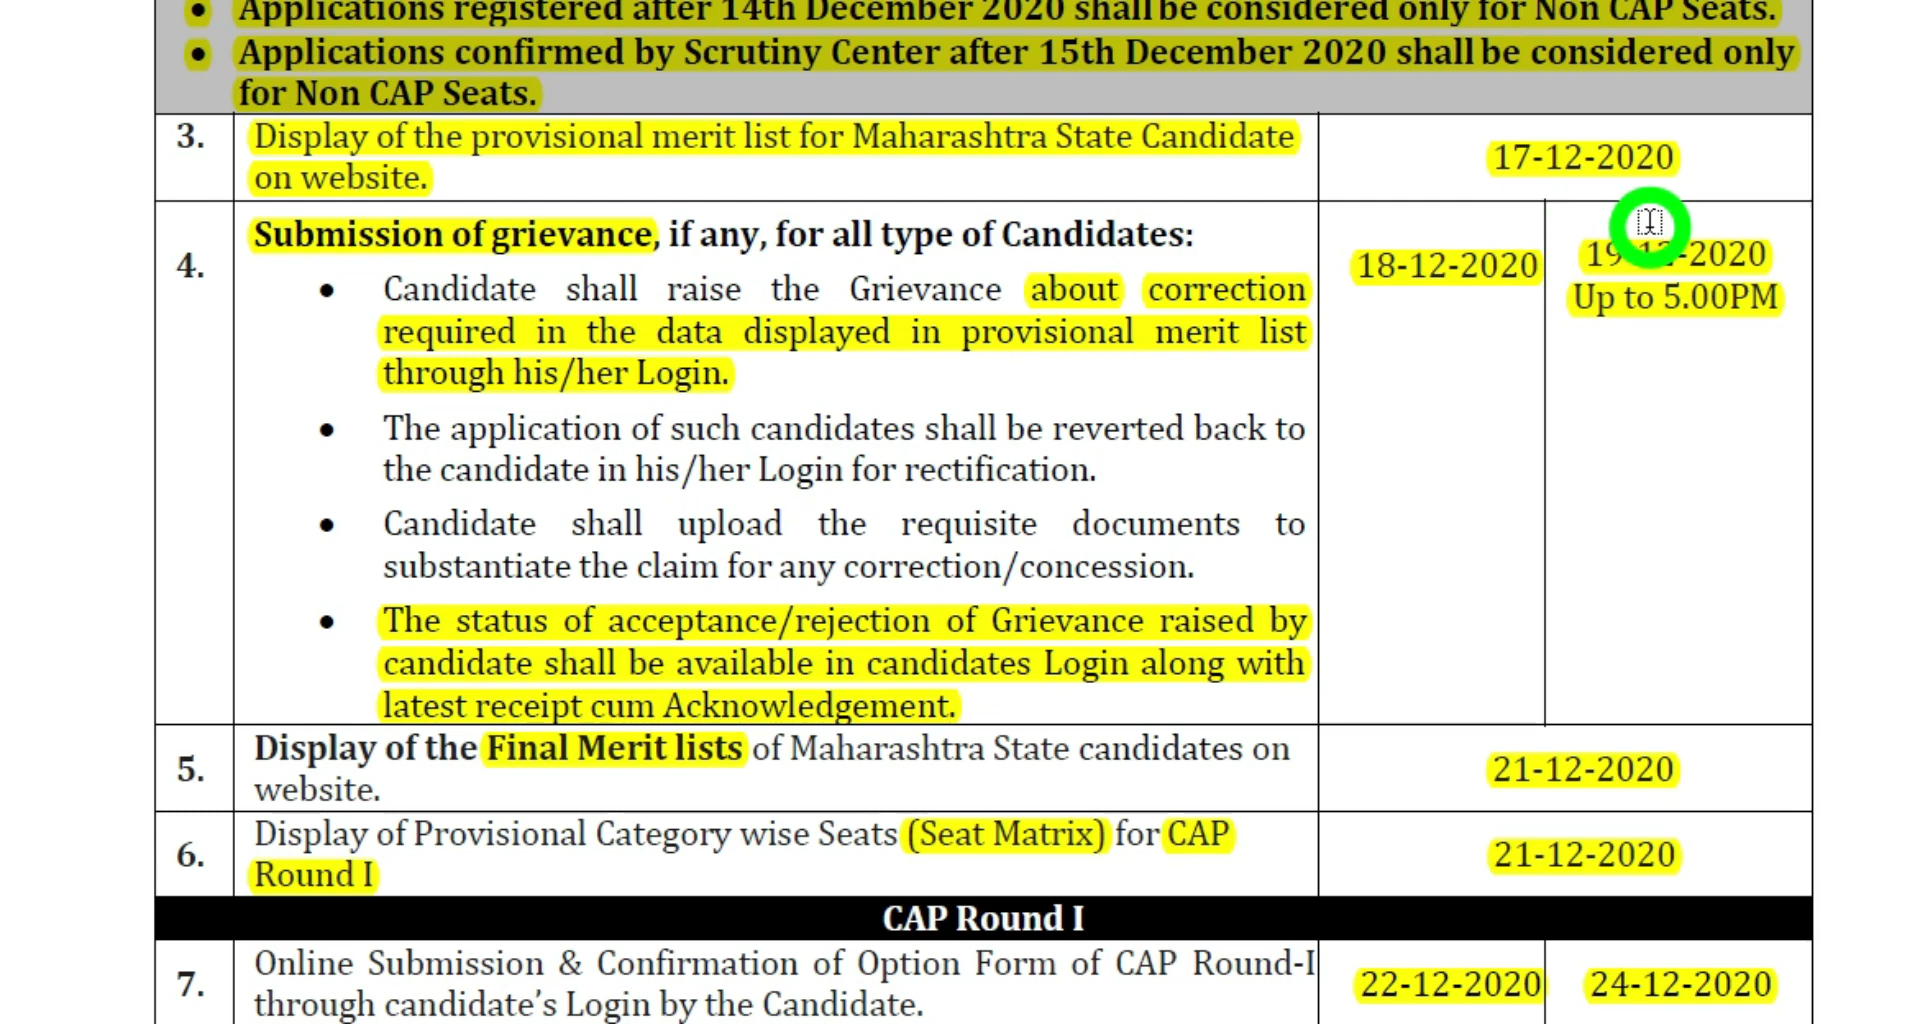 • Applications registered after 14th December 2020 shall be considered only for Non CAP Seats.
• Applications confirmed by Scrutiny Center after 15th December 2020 shall be considered only
for Non CAP Seats.
3. Display of the provisional merit list for Maharashtra State Candidate
on website.
17-12-2020
4. Submission of grievance, if any, for all type of Candidates:
• Candidate shall raise the Grievance about correction
required in the data displayed in provisional merit list
through his/her Login.
• The application of such candidates shall be reverted back to
the candidate in his/her Login for rectification.
• Candidate shall upload the requisite documents to
substantiate the claim for any correction/concession.
• The status of acceptance/rejection of Grievance raised by
candidate shall be available in candidates Login along with
latest receipt cum Acknowledgement.
18-12-2020
19-12-2020
Up to 5.00PM
5. Display of the Final Merit lists of Maharashtra State candidates on
website.
21-12-2020
6. Display of Provisional Category wise Seats (Seat Matrix) for CAP
Round I
21-12-2020
CAP Round I
7. Online Submission & Confirmation of Option Form of CAP Round-I
through candidate's Login by the Candidate.
22-12-2020
24-12-2020